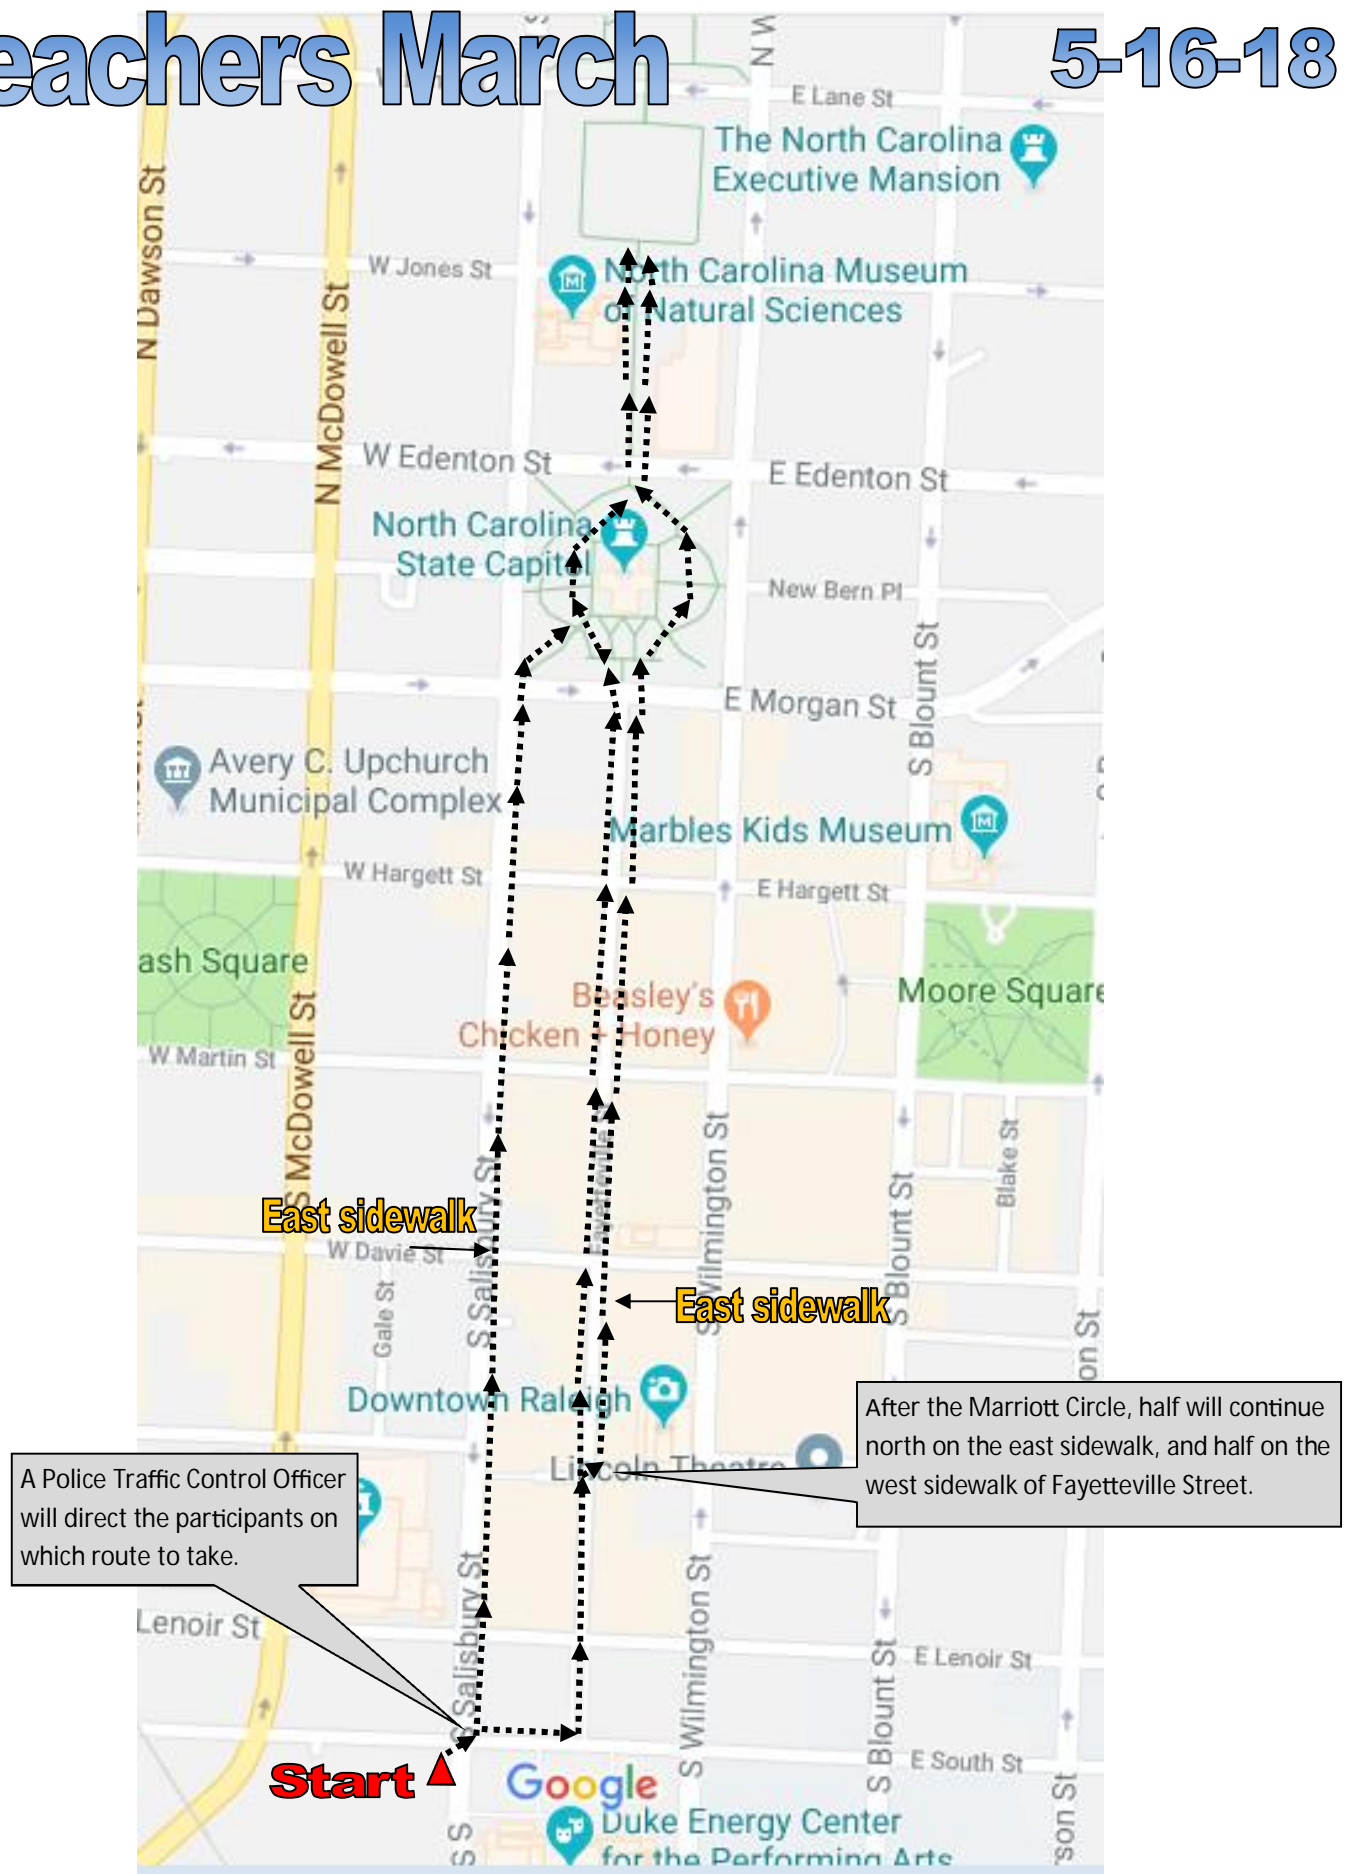 eachers March
5-16-18
E Lane St
The North Carolina
Executive Mansion
N Dawson St
N McDowell St
W Jones St
North Carolina Museum
of Natural Sciences
W Edenton St
E Edenton St
North Carolina
State Capitol
New Bern Pl
S Blount St
E Morgan St
Avery C. Upchurch
Municipal Complex
Marbles Kids Museum
W Hargett St
E Hargett St
ash Square
Moore Square
Beasley's
Chicken + Honey
W Martin St
S McDowell St
Fayetteville St
S Wilmington St
Blake St
S Salisbury St
East sidewalk
W Davie St
Gale St
S Blount St
East sidewalk
on St
Downtown Raleigh
After the Marriott Circle, half will continue
north on the east sidewalk, and half on the
west sidewalk of Fayetteville Street.
Lincoln Theatre
A Police Traffic Control Officer
will direct the participants on
which route to take.
Lenoir St
S Salisbury St
S Wilmington St
S Blount St
E Lenoir St
E South St
Start
Google
Duke Energy Center
for the Performing Arts
rson St